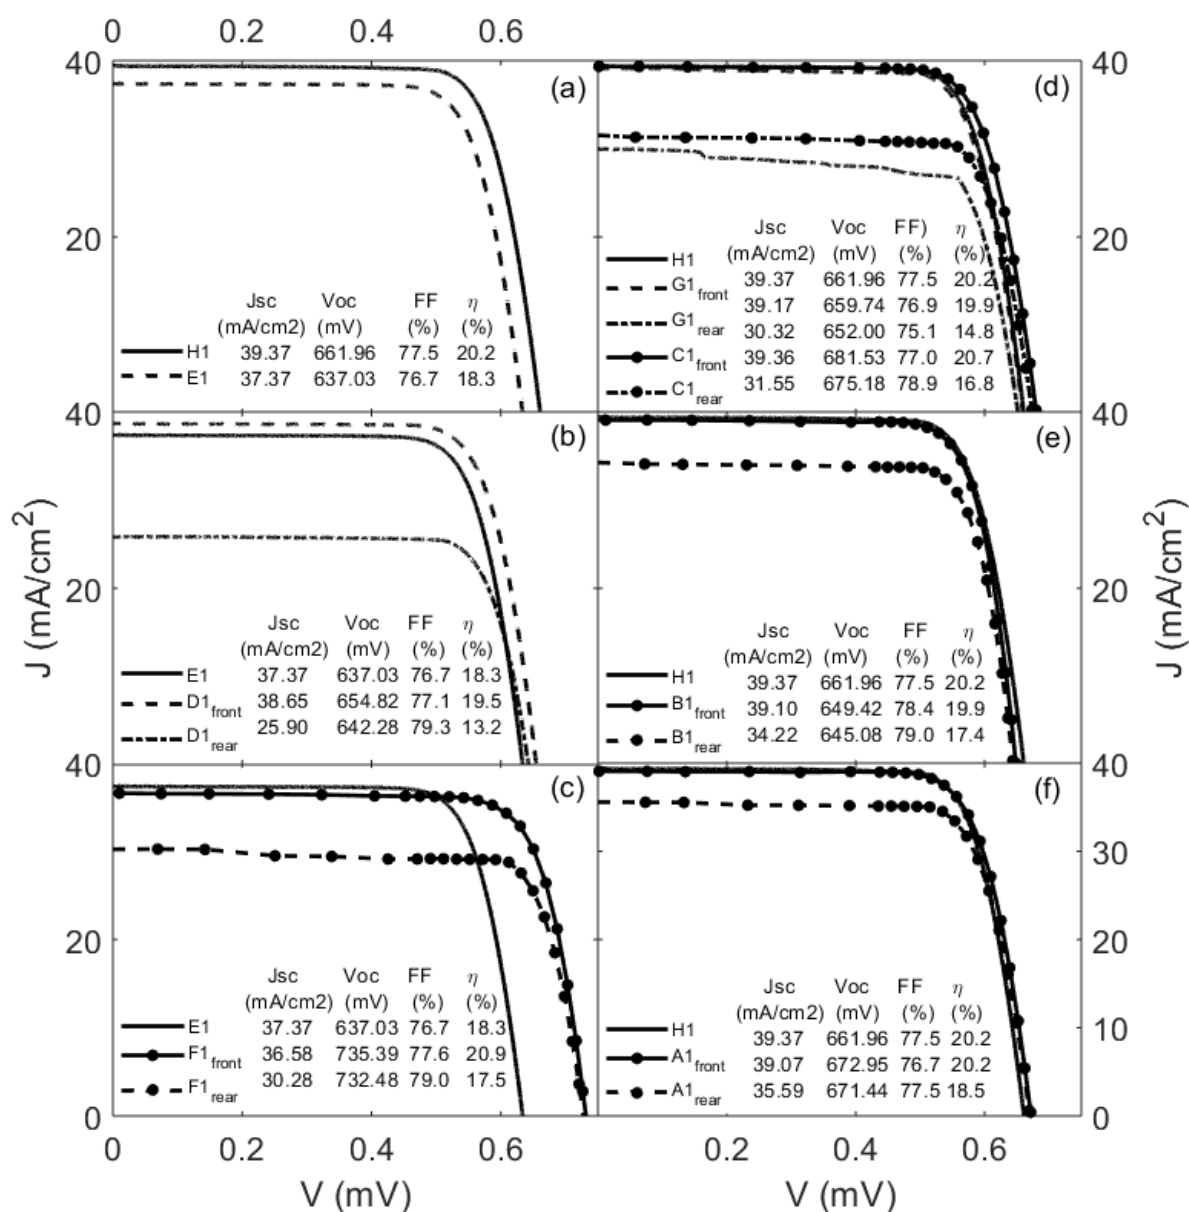 0 0.2 0.4 0.6
40 (a)
Jsc Voc FF η
(mA/cm2) (mV) (%) (%)
H1 39.37 661.96 77.5 20.2
E1 37.37 637.03 76.7 18.3
20
40 (b)
Jsc Voc FF η
(mA/cm2) (mV) (%) (%)
E1 37.37 637.03 76.7 18.3
D1front 38.65 654.82 77.1 19.5
D1rear 25.90 642.28 79.3 13.2
20
40 (c)
Jsc Voc FF η
(mA/cm2) (mV) (%) (%)
E1 37.37 637.03 76.7 18.3
F1front 36.58 735.39 77.6 20.9
F1rear 30.28 732.48 79.0 17.5
20
0
0 0.2 0.4 0.6
V (mV)
J (mA/cm2)
(d) 40
Jsc Voc FF) η
(mA/cm2) (mV) (%) (%)
H1 39.37 661.96 77.5 20.2
G1front 39.17 659.74 76.9 19.9
G1rear 30.32 652.00 75.1 14.8
C1front 39.36 681.53 77.0 20.7
C1rear 31.55 675.18 78.9 16.8
20
(e) 40
Jsc Voc FF η
(mA/cm2) (mV) (%) (%)
H1 39.37 661.96 77.5 20.2
B1front 39.10 649.42 78.4 19.9
B1rear 34.22 645.08 79.0 17.4
20
(f) 40
30
20
Jsc Voc FF η
(mA/cm2) (mV) (%) (%)
H1 39.37 661.96 77.5 20.2
A1front 39.07 672.95 76.7 20.2
A1rear 35.59 671.44 77.5 18.5
10
0
0.2 0.4 0.6
V (mV)
J (mA/cm2)